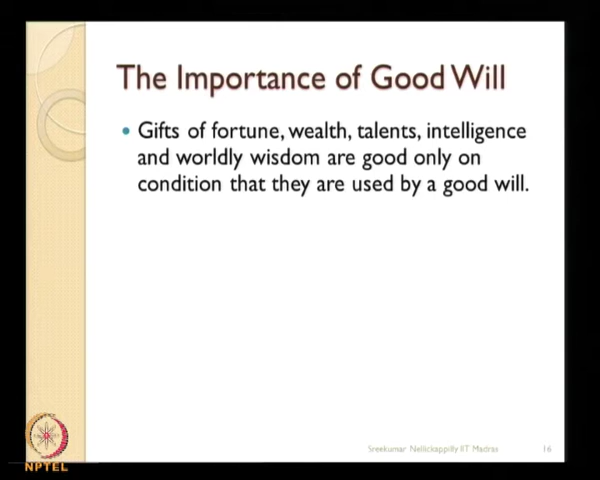 The Importance of Good Will
Gifts of fortune, wealth, talents, intelligence
and worldly wisdom are good only on
condition that they are used by a good will.
Sreekumar Nellickappilly IIT Madras 16
NPTEL